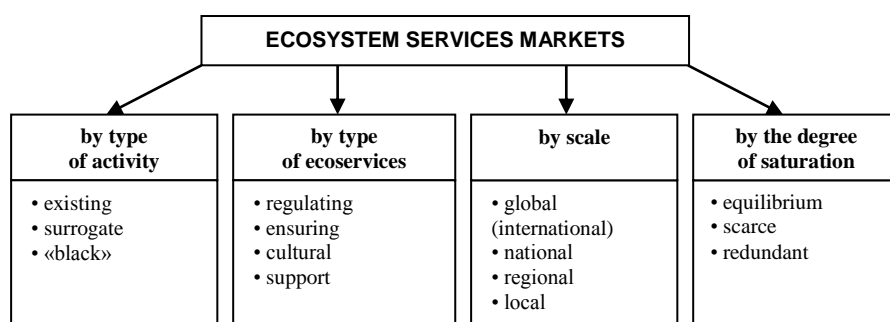 ECOSYSTEM SERVICES MARKETS
by type
of activity
• existing
• surrogate
• «black»
by type
of ecoservices
• regulating
• ensuring
• cultural
• support
by scale
• global
(international)
• national
• regional
• local
by the degree
of saturation
• equilibrium
• scarce
• redundant